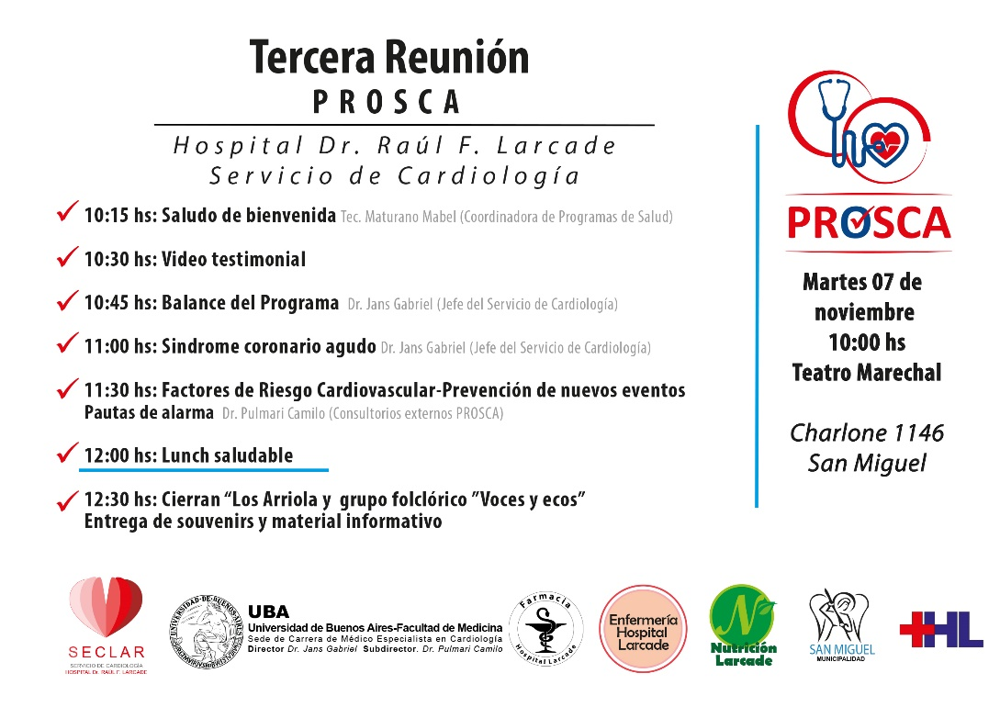 Tercera Reunión
PROSCA
Hospital Dr. Raúl F. Larcade
Servicio de Cardiología
10:15 hs: Saludo de bienvenida Tec. Maturano Mabel (Coordinadora de Programas de Salud)
10:30 hs: Video testimonial
10:45 hs: Balance del Programa Dr. Jans Gabriel (Jefe del Servicio de Cardiología)
11:00 hs: Sindrome coronario agudo Dr. Jans Gabriel (Jefe del Servicio de Cardiología)
11:30 hs: Factores de Riesgo Cardiovascular-Prevención de nuevos eventos
Pautas de alarma Dr. Pulmari Camilo (Consultorios externos PROSCA)
12:00 hs: Lunch saludable
12:30 hs: Cierran “Los Arriola y grupo folclórico ”Voces y ecos”
Entrega de souvenirs y material informativo
PROSCA
Martes 07 de
noviembre
10:00 hs
Teatro Marechal
Charlone 1146
San Miguel
SECLAR
SERVICIO DE CARDIOLOGÍA
HOSPITAL Dr. RAÚL F. LARCADE
UNIVERSIDAD·DE·BUENOS·AIRES
UBA
Universidad de Buenos Aires-Facultad de Medicina
Sede de Carrera de Médico Especialista en Cardiología
Director Dr. Jans Gabriel Subdirector. Dr. Pulmari Camilo
Farmacia
Hospital Larcade
Enfermería
Hospital
Larcade
N
Nutrición
Larcade
SAN MIGUEL
MUNICIPALIDAD
HL